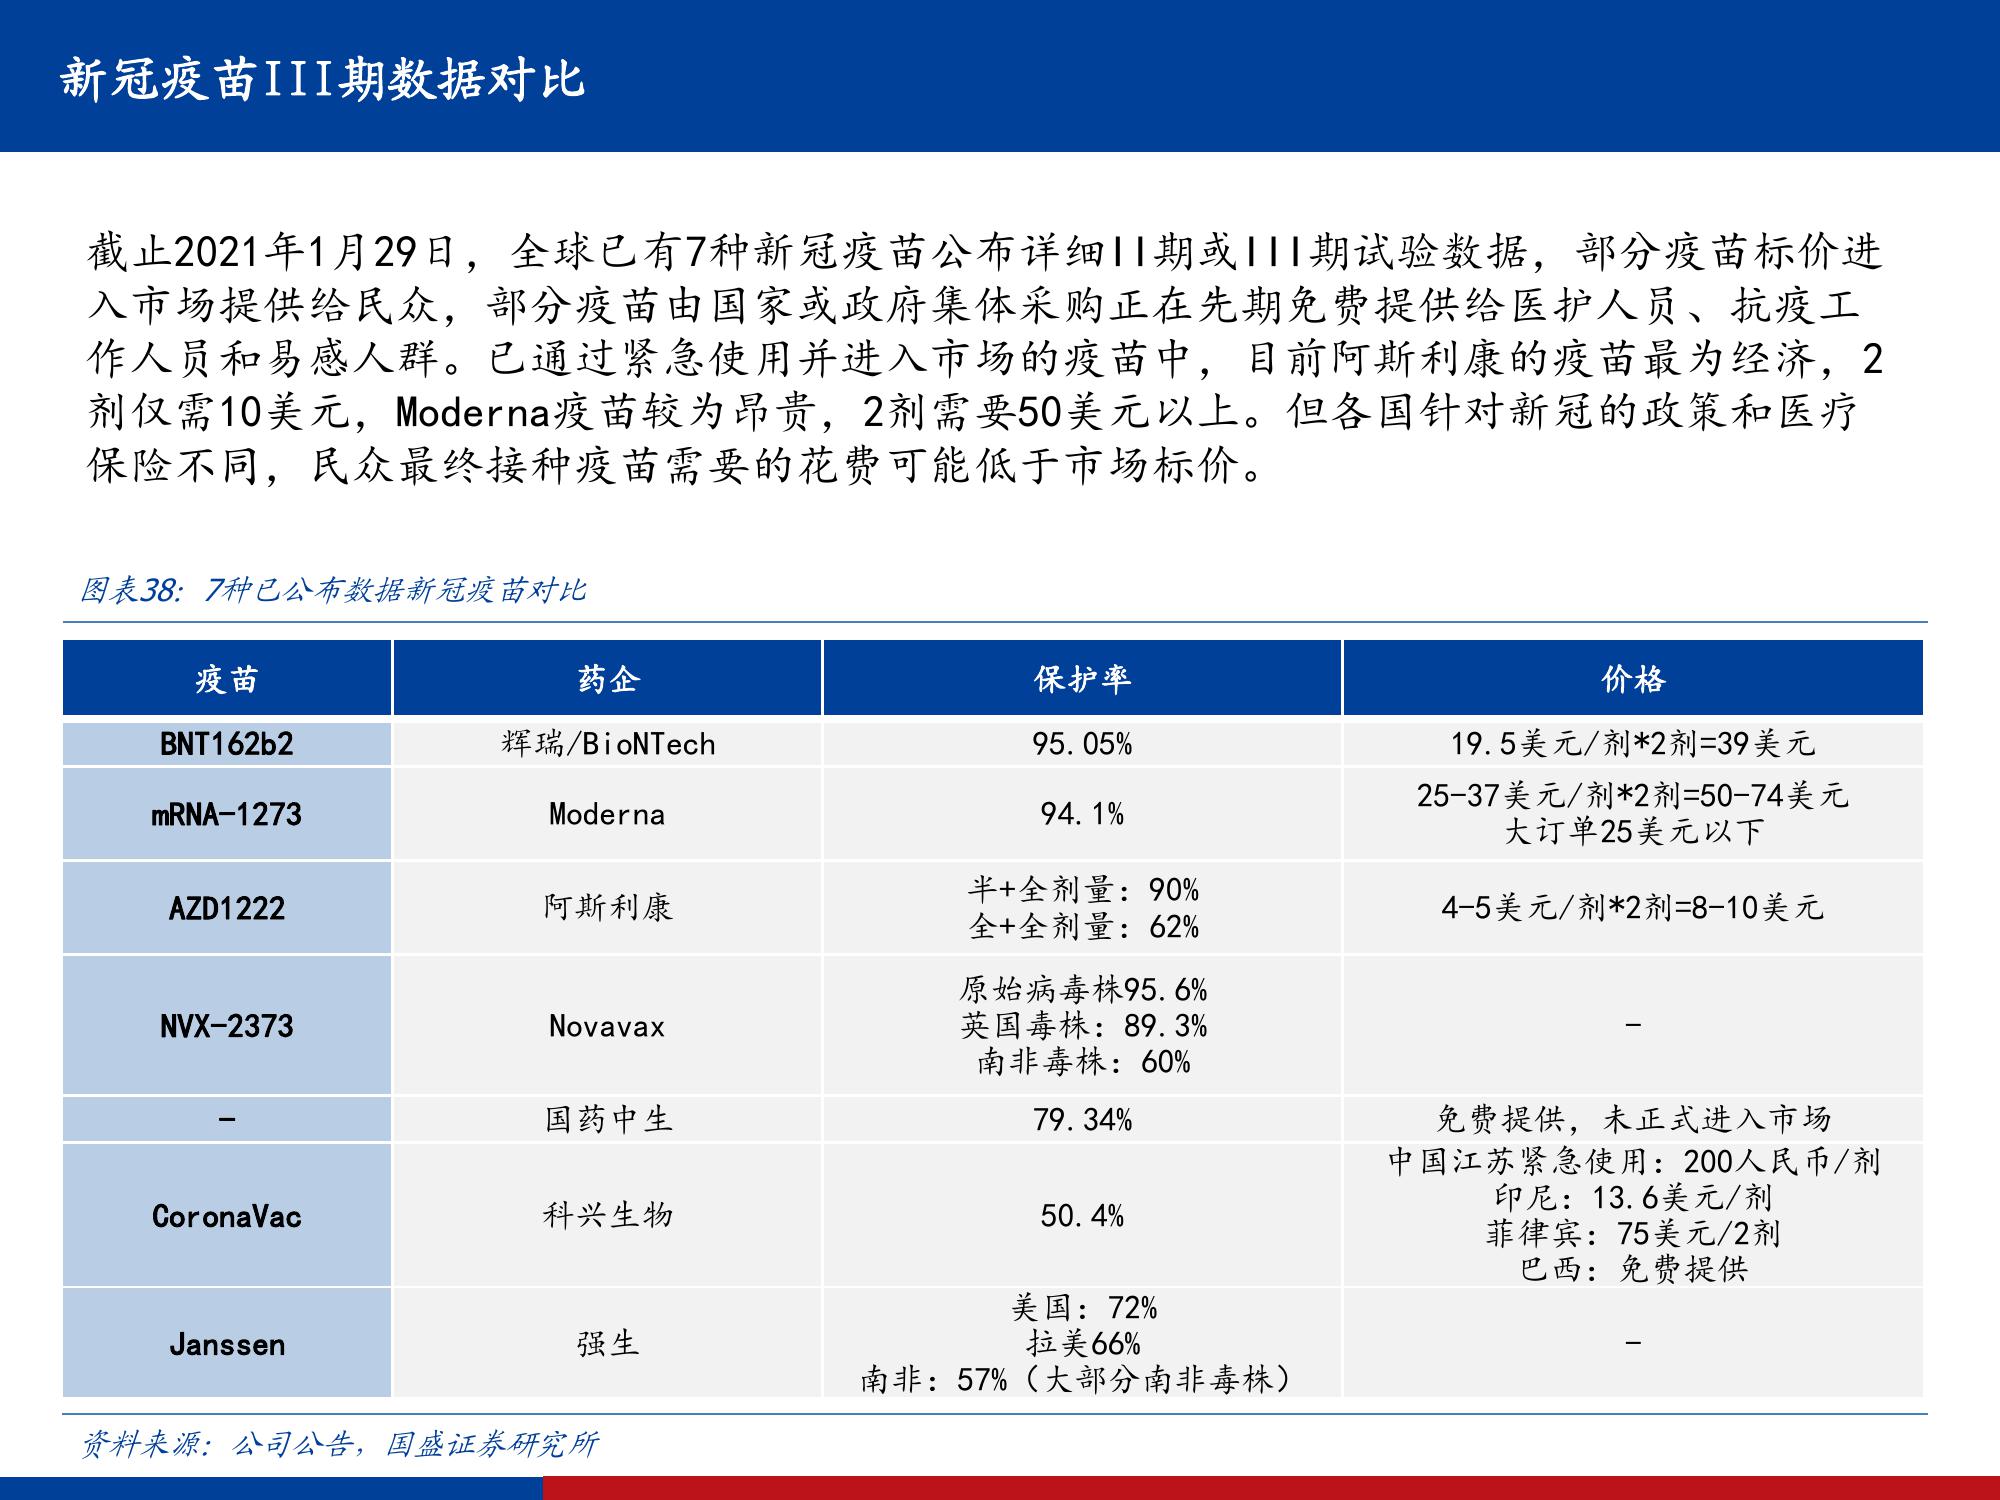 新冠疫苗III期数据对比
截止2021年1月29日，全球已有7种新冠疫苗公布详细II期或III期试验数据，部分疫苗标价进
入市场提供给民众，部分疫苗由国家或政府集体采购正在先期免费提供给医护人员、抗疫工
作人员和易感人群。已通过紧急使用并进入市场的疫苗中，目前阿斯利康的疫苗最为经济，2
剂仅需10美元，Moderna疫苗较为昂贵，2剂需要50美元以上。但各国针对新冠的政策和医疗
保险不同，民众最终接种疫苗需要的花费可能低于市场标价。
图表38：7种已公布数据新冠疫苗对比
疫苗 药企 保护率 价格
BNT162b2 辉瑞/BioNTech 95.05% 19.5美元/剂*2剂=39美元
mRNA-1273 Moderna 94.1% 25-37美元/剂*2剂=50-74美元
大订单25美元以下
AZD1222 阿斯利康 半+全剂量：90%
全+全剂量：62%
4-5美元/剂*2剂=8-10美元
NVX-2373 Novavax 原始病毒株95.6%
英国毒株：89.3%
南非毒株：60%
-
- 国药中生 79.34% 免费提供，未正式进入市场
CoronaVac 科兴生物 50.4% 中国江苏紧急使用：200人民币/剂
印尼：13.6美元/剂
菲律宾：75美元/2剂
巴西：免费提供
Janssen 强生 美国：72%
拉美66%
南非：57%（大部分南非毒株）
-
资料来源：公司公告，国盛证券研究所